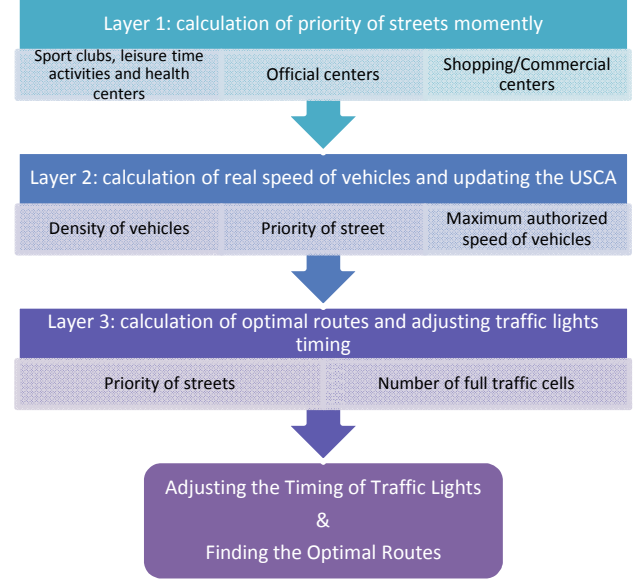 Layer 1: calculation of priority of streets momently
Sport clubs, leisure time
activities and health
centers
Official centers
Shopping/Commercial
centers
Layer 2: calculation of real speed of vehicles and updating the USCA
Density of vehicles
Priority of street
Maximum authorized
speed of vehicles
Layer 3: calculation of optimal routes and adjusting traffic lights
timing
Priority of streets
Number of full traffic cells
Adjusting the Timing of Traffic Lights
&
Finding the Optimal Routes